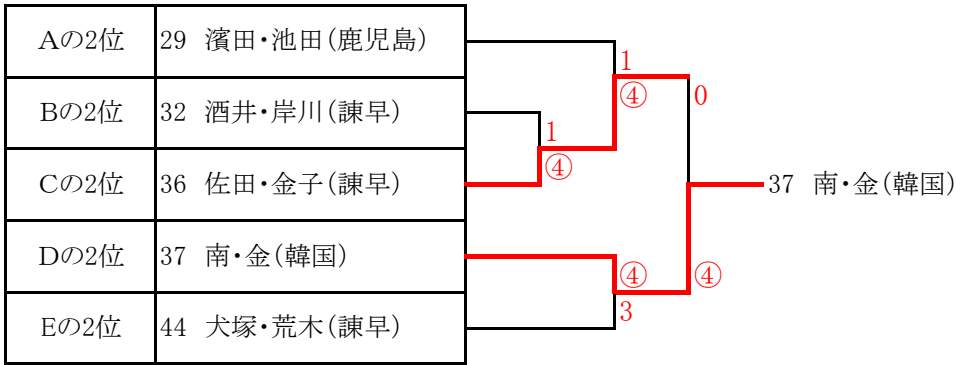 Aの2位 29 濱田・池田(鹿児島)
1
④
0
Bの2位 32 酒井・岸川(諫早)
1
④
Cの2位 36 佐田・金子(諫早)
37 南・金(韓国)
Dの2位 37 南・金(韓国)
④
④
3
Eの2位 44 犬塚・荒木(諫早)